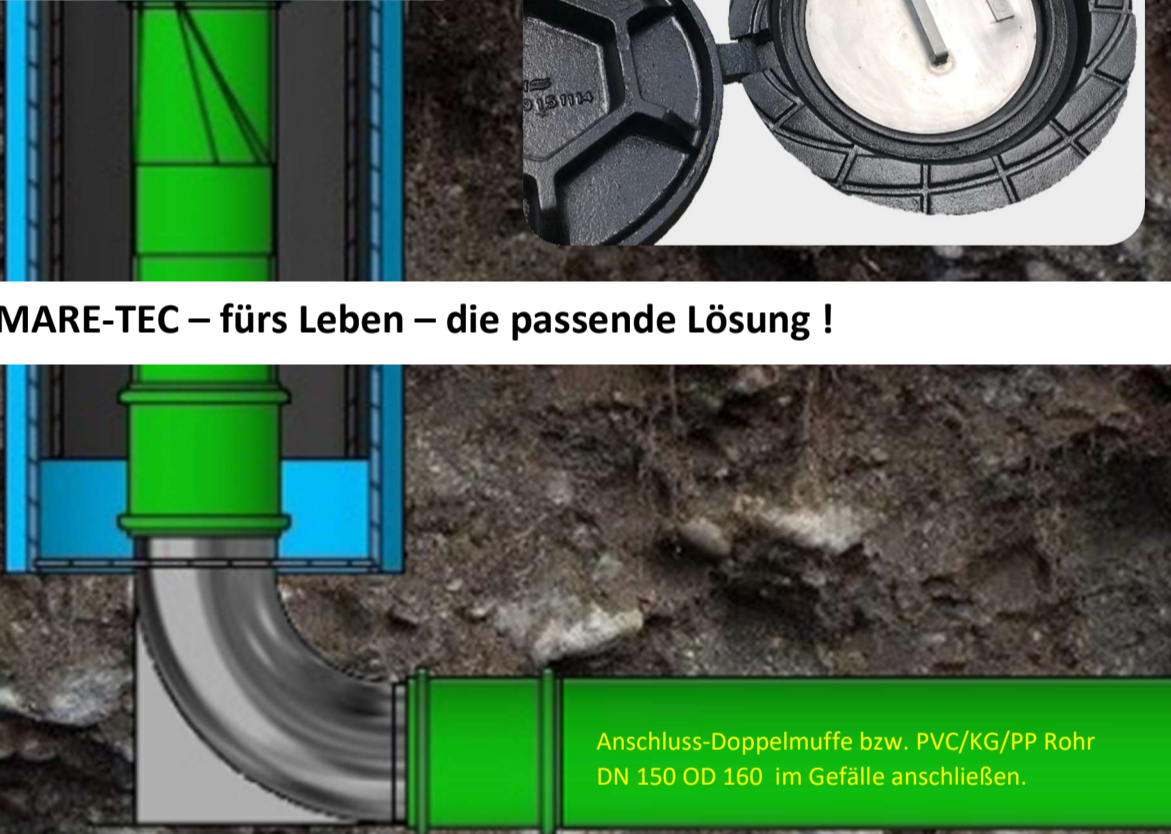 MARE-TEC – fürs Leben – die passende Lösung !
Anschluss-Doppelmuffe bzw. PVC/KG/PP Rohr
DN 150 OD 160 im Gefälle anschließen.